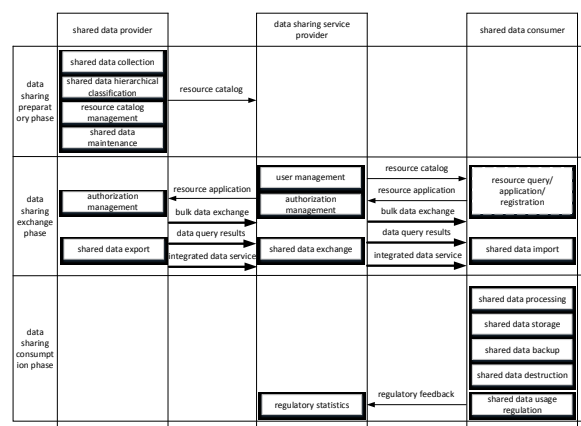 shared data provider
data sharing service
provider
shared data consumer
data
sharing
preparat
ory phase
shared data collection
shared data hierarchical
classification
resource catalog
management
shared data
maintenance
resource catalog
data
sharing
exchange
phase
authorization
management
shared data export
resource application
bulk data exchange
data query results
integrated data service
user management
authorization
management
shared data exchange
resource catalog
resource application
bulk data exchange
data query results
integrated data service
resource query/
application/
registration
shared data import
data
sharing
consumpt
ion phase
shared data processing
shared data storage
shared data backup
shared data destruction
regulatory statistics
regulatory feedback
shared data usage
regulation